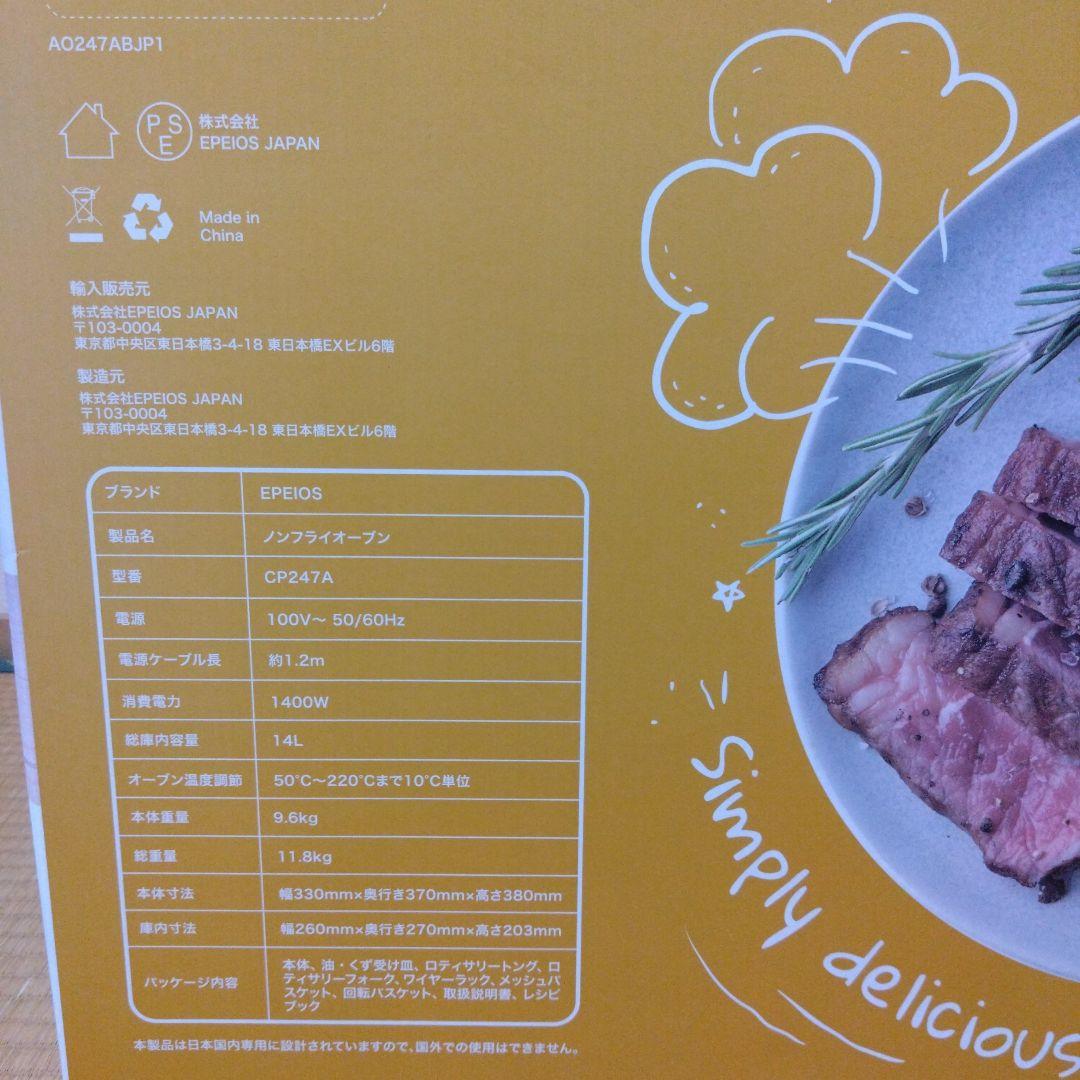 AO247ABJP1
PSE
株式会社
EPEIOS JAPAN
Made in
China
輸入販売元
株式会社EPEIOS JAPAN
〒103-0004
東京都中央区東日本橋3-4-18 東日本橋EXビル6階
製造元
株式会社EPEIOS JAPAN
〒103-0004
東京都中央区東日本橋3-4-18 東日本橋EXビル6階
ブランド EPEIOS
製品名 ノンフライオーブン
型番 CP247A
電源 100V～ 50/60Hz
電源ケーブル長 約1.2m
消費電力 1400W
総庫内容量 14L
オーブン温度調節 50℃～220℃まで10℃単位
本体重量 9.6kg
総重量 11.8kg
本体寸法 幅330mm×奥行き370mm×高さ380mm
庫内寸法 幅260mm×奥行き270mm×高さ203mm
パッケージ内容 本体、油・くず受け皿、ロティサリートング、ロ
ティサリーフォーク、ワイヤーラック、メッシュバ
スケット、回転バスケット、取扱説明書、レシピ
ブック
本製品は日本国内専用に設計されていますので、国外での使用はできません。
Simply delicious